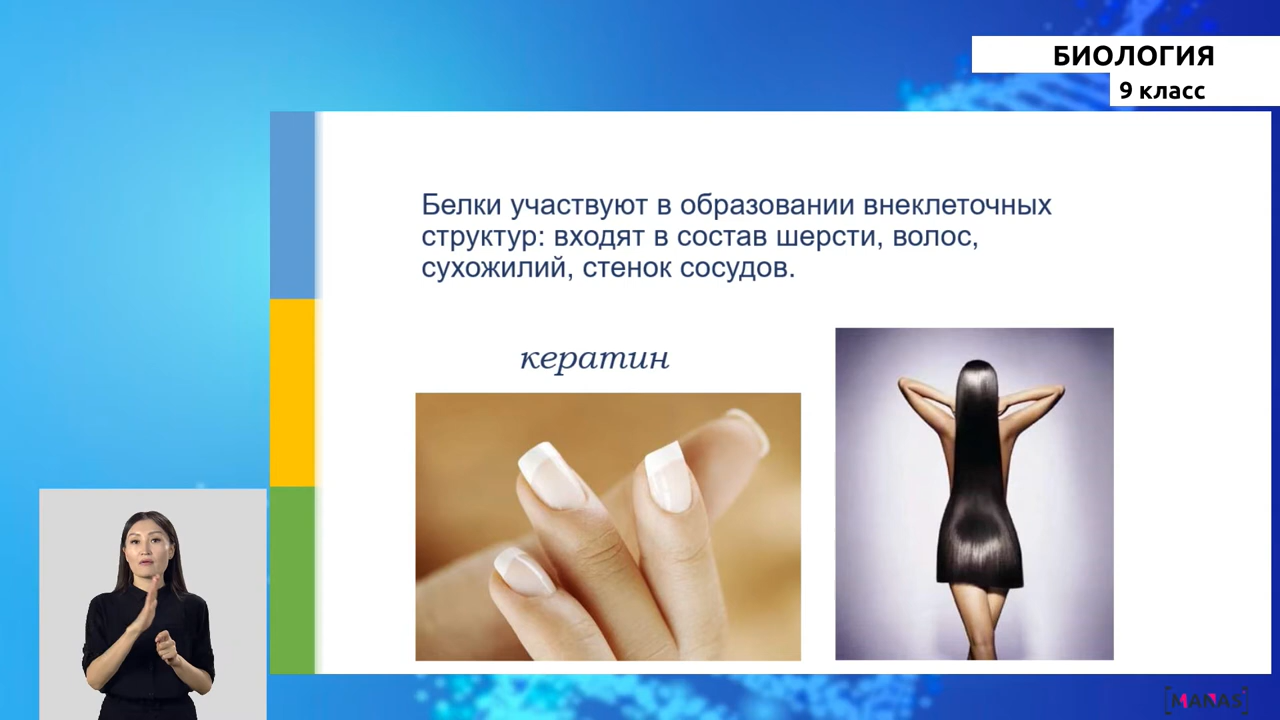 БИОЛОГИЯ
9 класс
Белки участвуют в образовании внеклеточных
структур: входят в состав шерсти, волос,
сухожилий, стенок сосудов.
кератин
MANAS